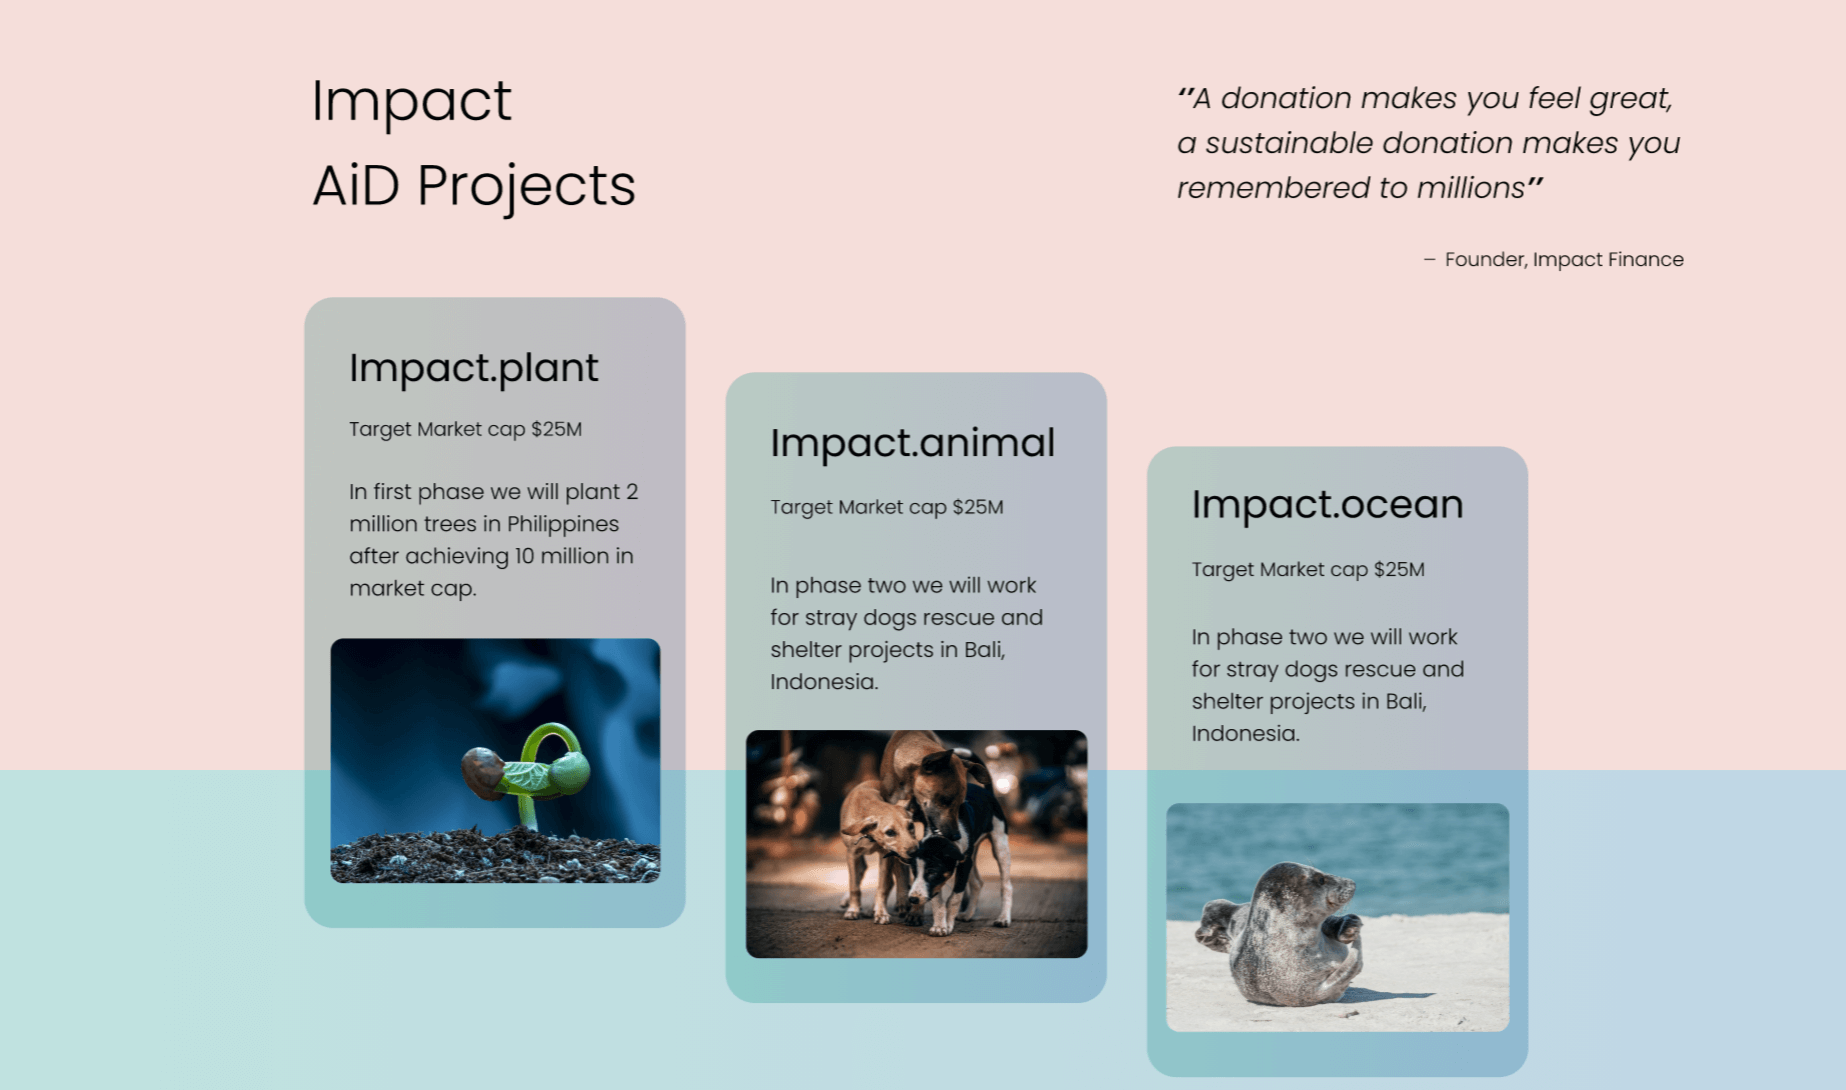 Impact
AiD Projects
"A donation makes you feel great,
a sustainable donation makes you
remembered to millions"
– Founder, Impact Finance
Impact.plant
Target Market cap $25M
In first phase we will plant 2
million trees in Philippines
after achieving 10 million in
market cap.
Impact.animal
Target Market cap $25M
In phase two we will work
for stray dogs rescue and
shelter projects in Bali,
Indonesia.
Impact.ocean
Target Market cap $25M
In phase two we will work
for stray dogs rescue and
shelter projects in Bali,
Indonesia.